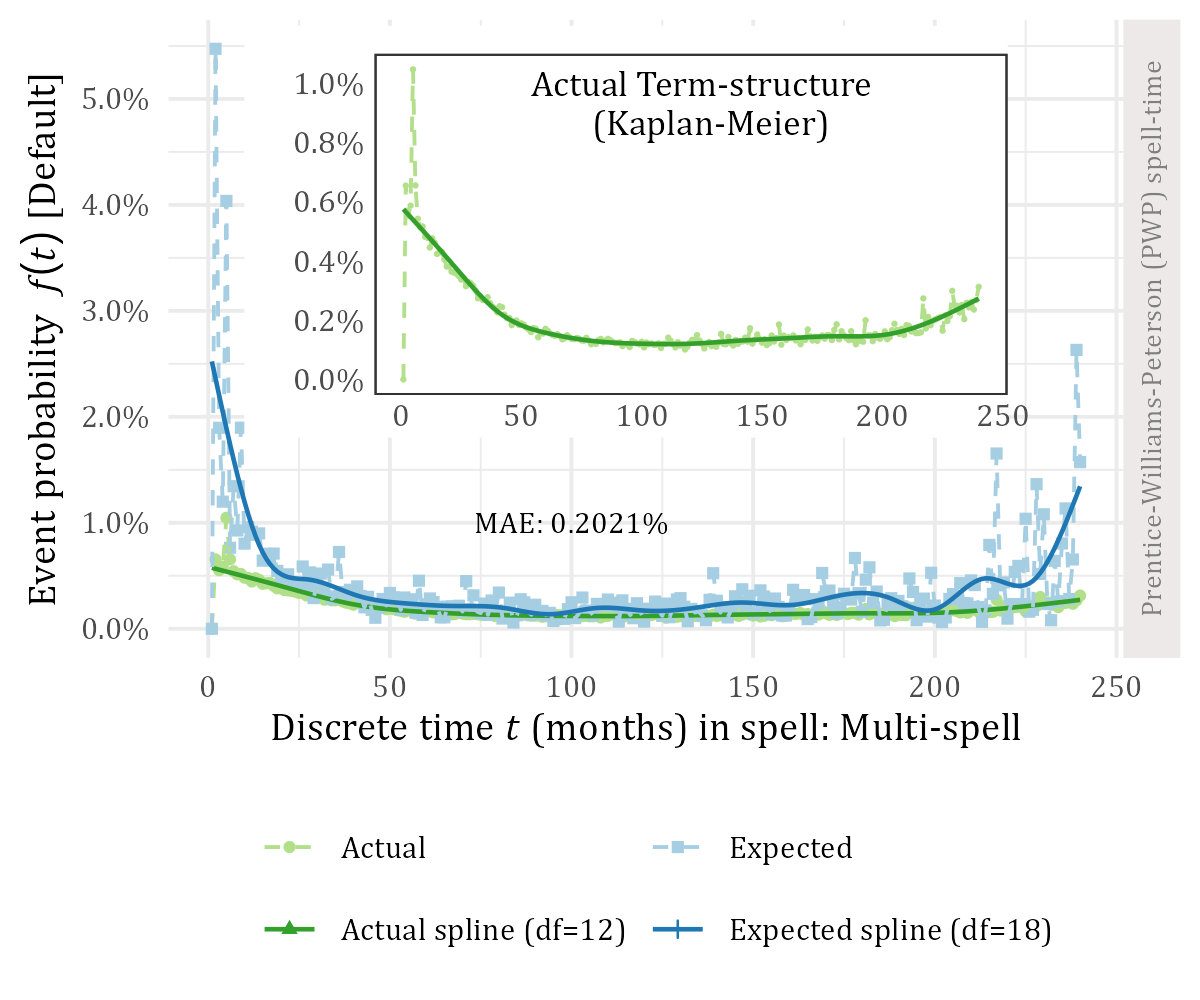 Event probability f(t) [Default]
5.0%
4.0%
3.0%
2.0%
1.0%
0.0%
Actual Term-structure
(Kaplan-Meier)
1.0%
0.8%
0.6%
0.4%
0.2%
0.0%
0 50 100 150 200 250
MAE: 0.2021%
Prentice-Williams-Peterson (PWP) spell-time
0 50 100 150 200 250
Discrete time t (months) in spell: Multi-spell
Actual Expected
Actual spline (df=12) Expected spline (df=18)